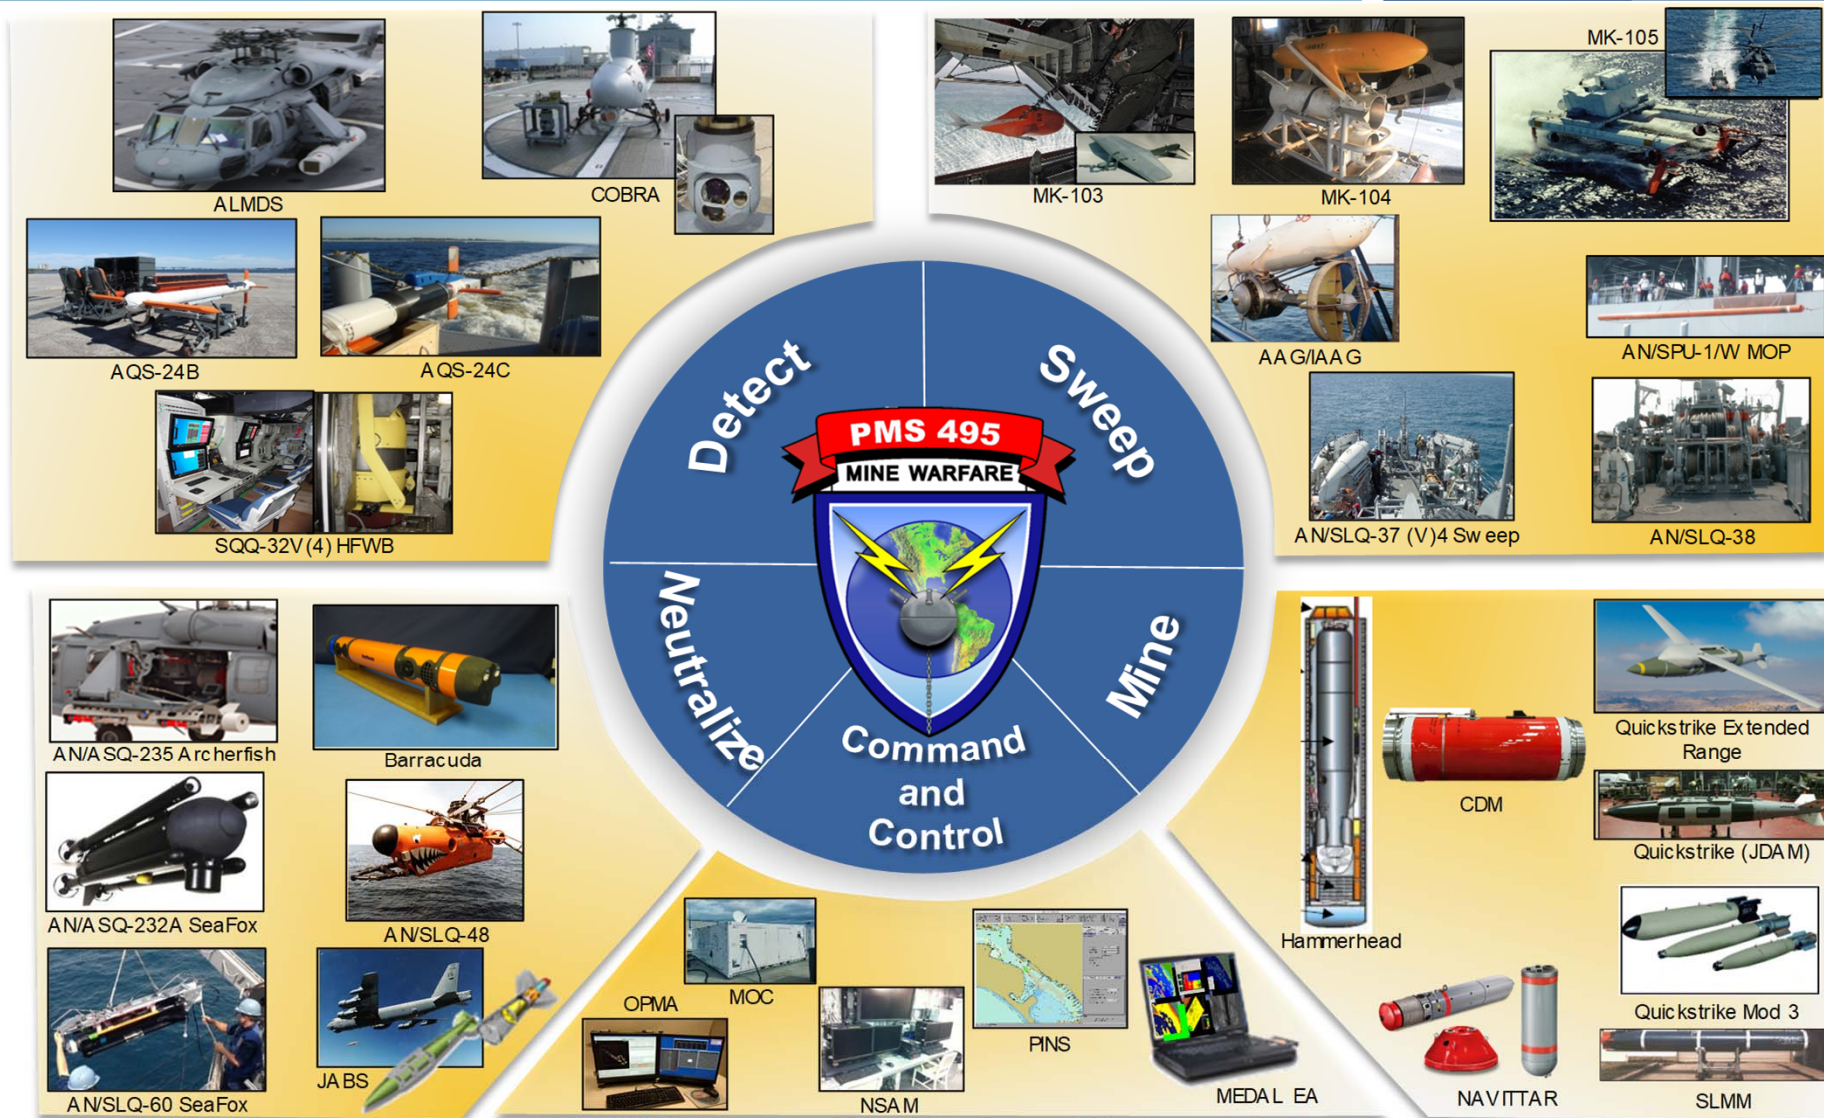 ALMDS
COBRA
AQS-24B
AQS-24C
SQQ-32V(4) HFWB
MK-103
MK-104
MK-105
AAG/IAAG
AN/SPU-1/W MOP
AN/SLQ-37 (V)4 Sweep
AN/SLQ-38
Detect
Sweep
PMS 495
MINE WARFARE
Neutralize
Mine
Command
and
Control
AN/ASQ-235 Archerfish
Barracuda
AN/ASQ-232A SeaFox
AN/SLQ-48
AN/SLQ-60 SeaFox
JABS
OPMA
MOC
NSAM
PINS
MEDAL EA
Hammerhead
CDM
Quickstrike Extended
Range
Quickstrike (JDAM)
Quickstrike Mod 3
NAVITTAR
SLMM